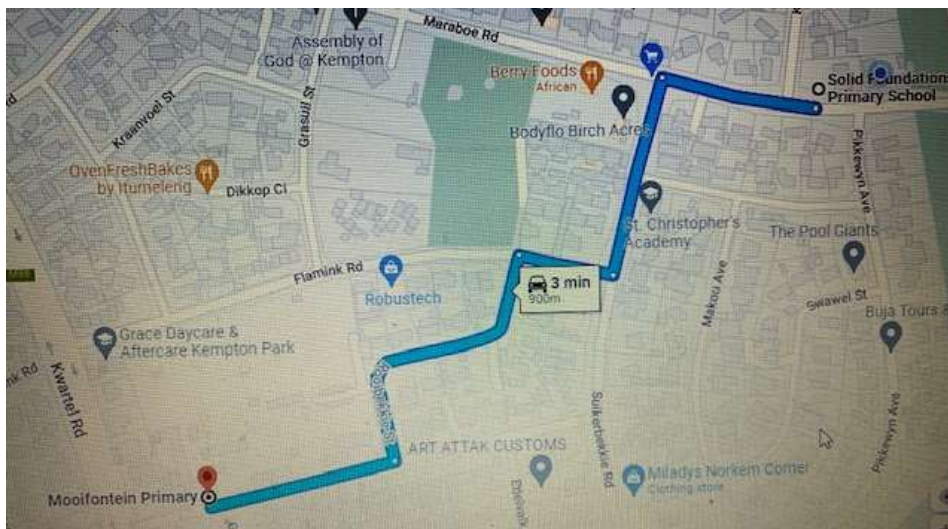 Maraboe Rd
Assembly of
God @ Kempton
Berry Foods
African
Solid Foundations
Primary School
Kraanvoel St
Bodyflo Birch Acres
OvenFreshBakes
by Itumeleng
Dikkop Cl
Pikkewyn Ave
St. Christopher's
Academy
The Pool Giants
Flamink Rd
Robustech
3 min
900m
Makou Ave
Swawel St
Buja Tours &
Grace Daycare &
Aftercare Kempton Park
nk Rd
Kwartel Rd
Suikerbekkie Rd
Pikkewyn Ave
ART ATTAK CUSTOMS
Miladys Norkem Corner
Clothing store
Mooifontein Primary